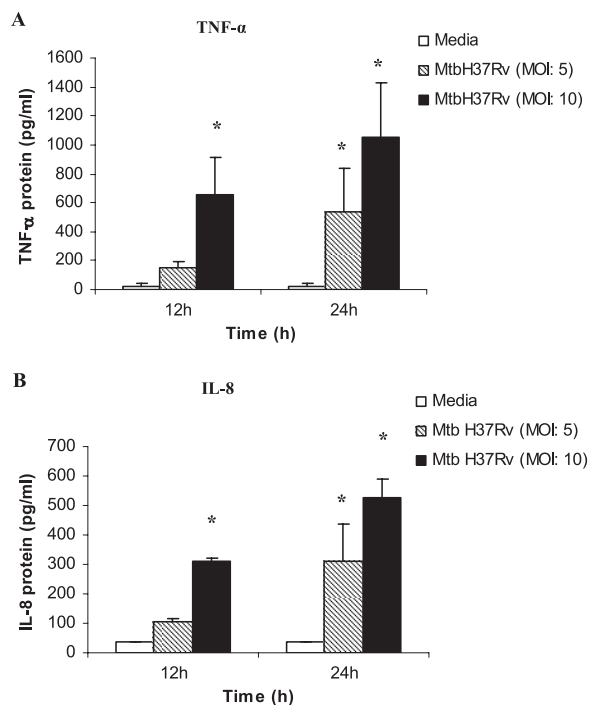 A
TNF-α
Media
MtbH37Rv (MOI: 5)
MtbH37Rv (MOI: 10)
TNF-α protein (pg/ml)
1600
1400
1200
1000
800
600
400
200
0
*
*
*
12h
24h
Time (h)
B
IL-8
Media
Mtb H37Rv (MOI: 5)
Mtb H37Rv (MOI: 10)
IL-8 protein (pg/ml)
700
600
500
400
300
200
100
0
*
*
*
12h
24h
Time (h)